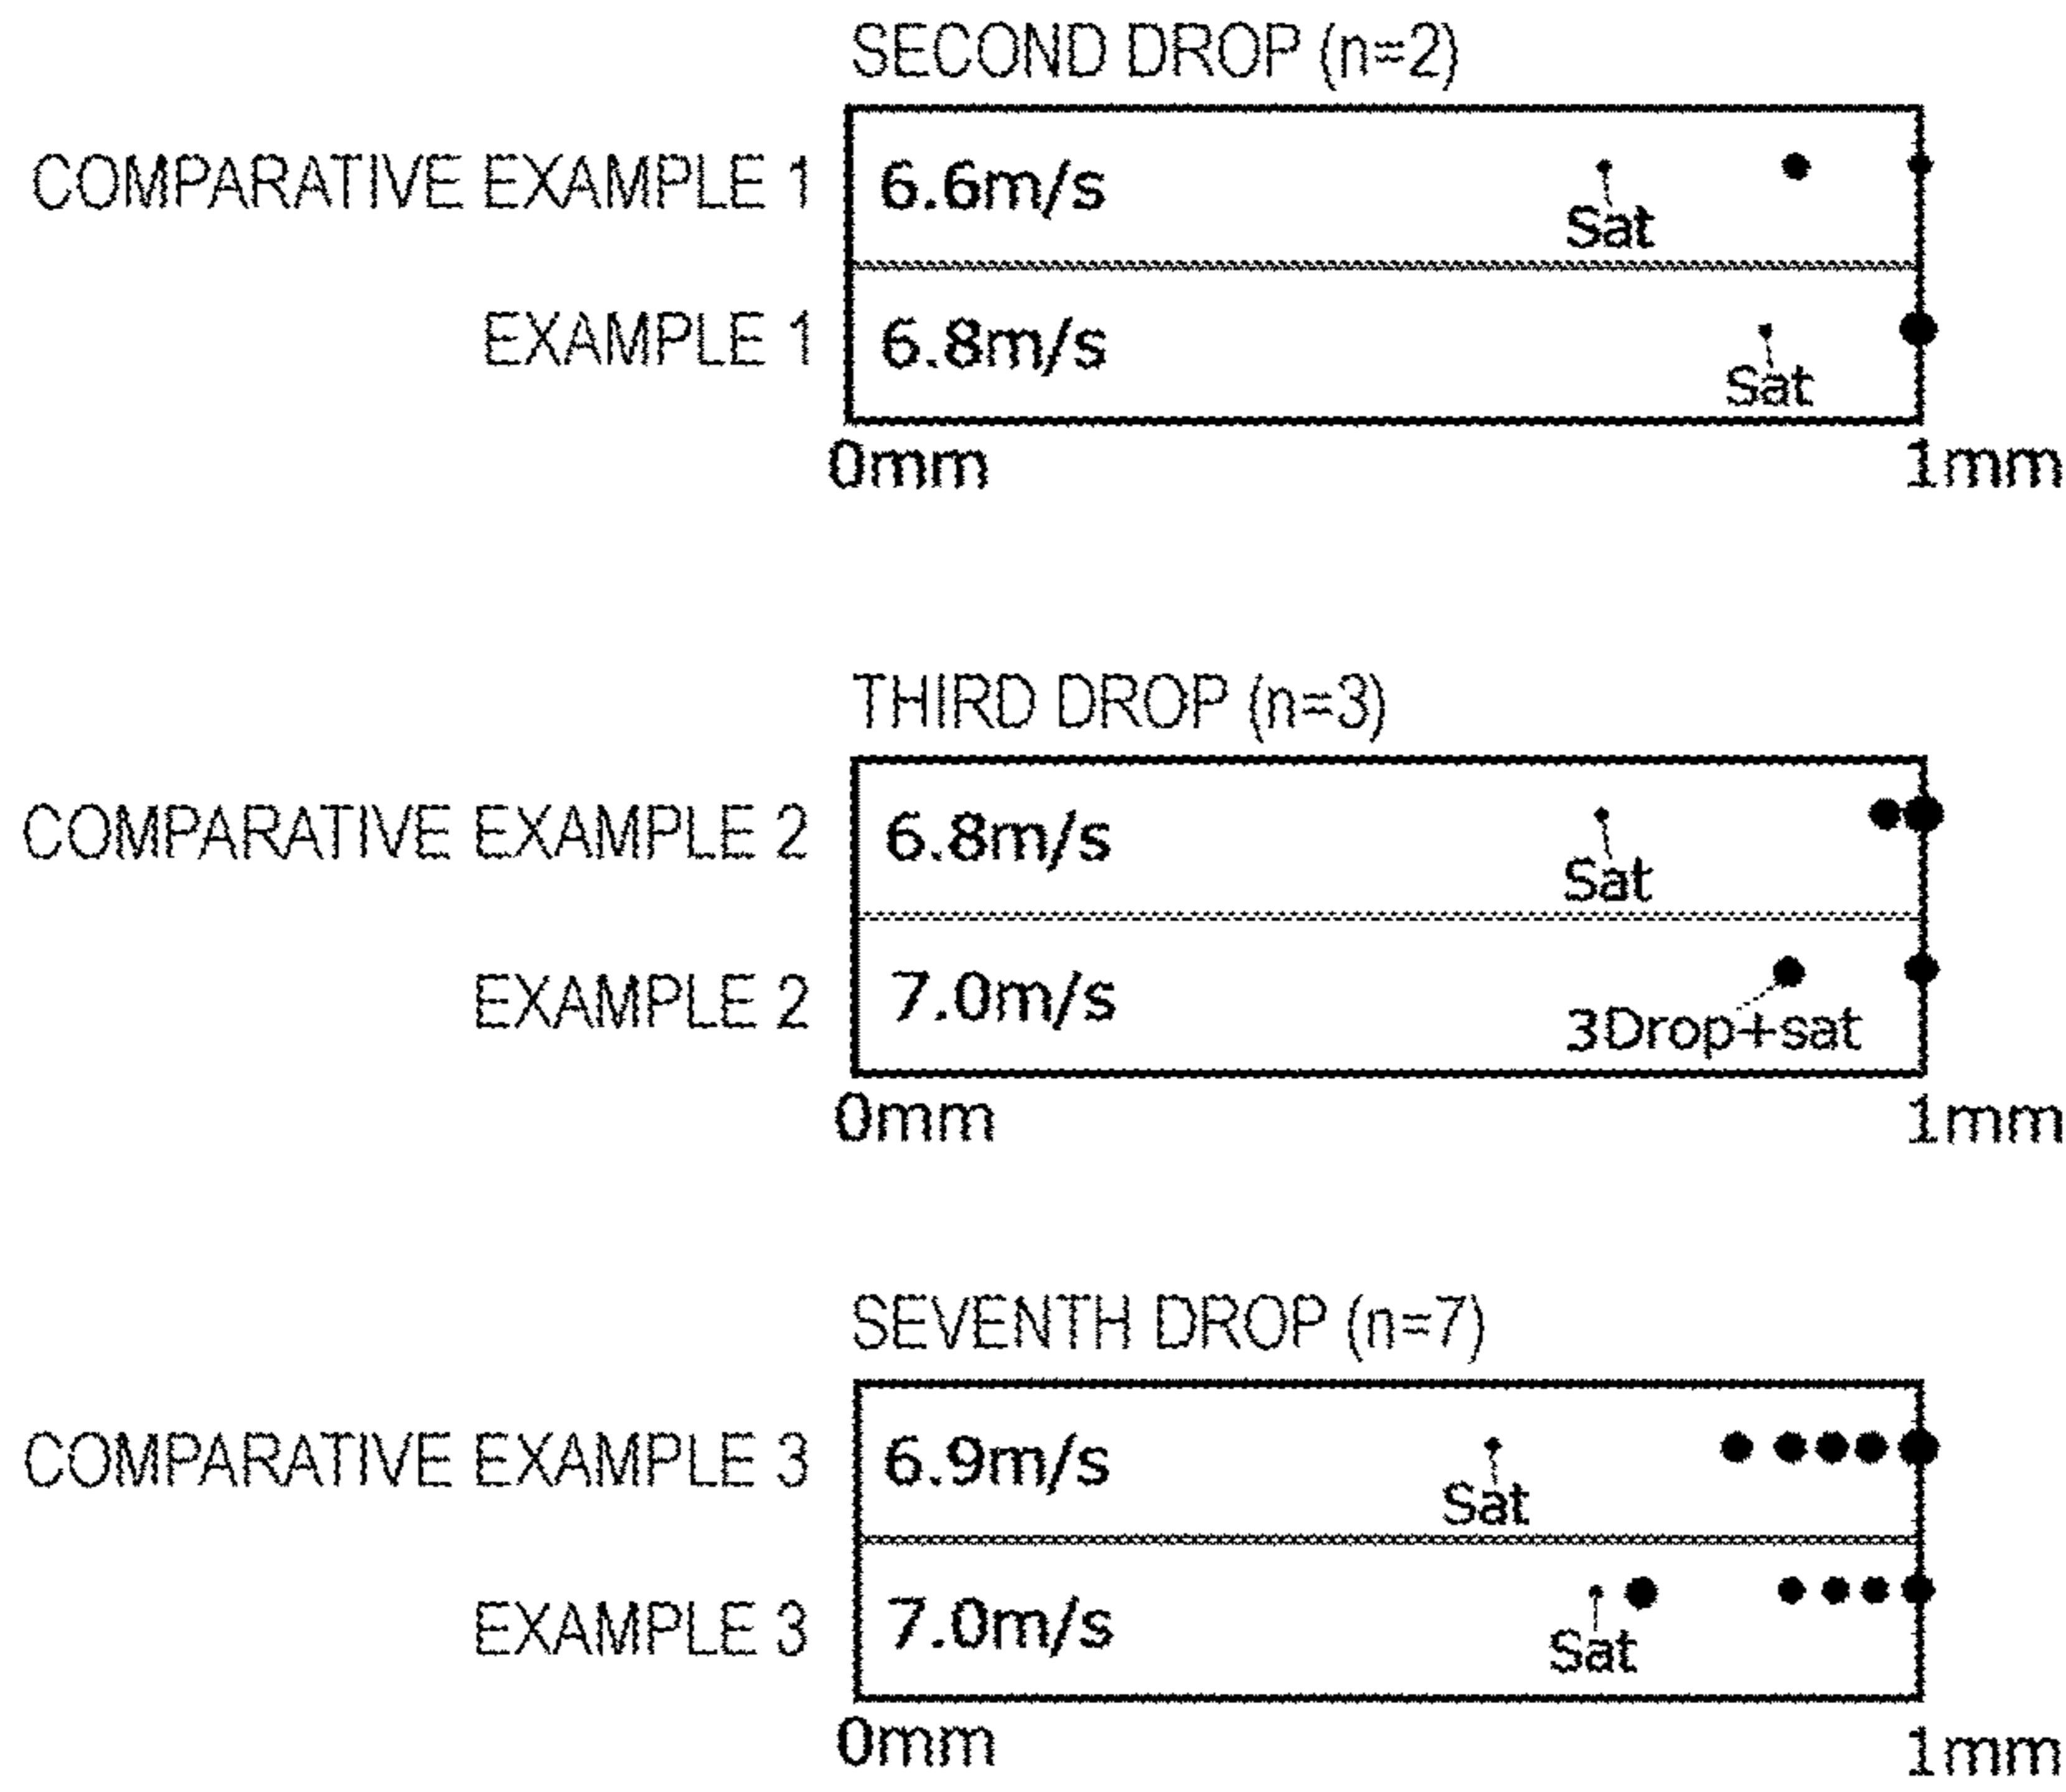 SECOND DROP (n=2)
COMPARATIVE EXAMPLE 1
6.6m/s
Sat
EXAMPLE 1
6.8m/s
Sat
0mm
1mm
THIRD DROP (n=3)
COMPARATIVE EXAMPLE 2
6.8m/s
Sat
EXAMPLE 2
7.0m/s
3Drop+sat
0mm
1mm
SEVENTH DROP (n=7)
COMPARATIVE EXAMPLE 3
6.9m/s
Sat
EXAMPLE 3
7.0m/s
Sat
0mm
1mm